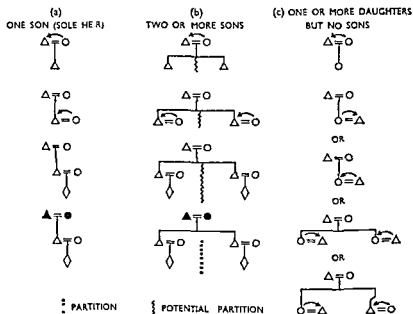 (a)
ONE SON (SOLE HE R)
(b)
TWO OR MORE SONS
(c) ONE OR MORE DAUGHTERS
BUT NO SONS
OR
OR
OR
PARTITION
POTENTIAL PARTITION